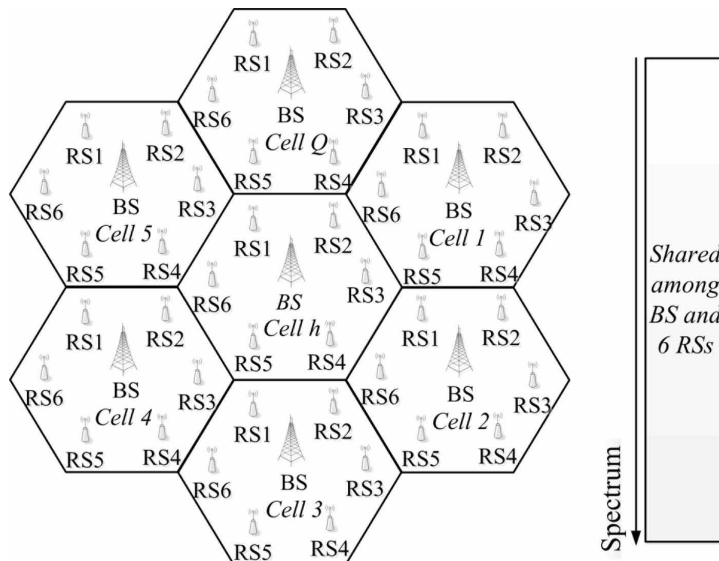 RS1
RS2
RS6
BS
RS3
Cell Q
RS5
RS4
RS1
RS2
RS6
BS
RS3
Cell 5
RS5
RS4
RS1
RS2
RS6
BS
RS3
Cell 1
RS5
RS4
RS1
RS2
RS6
BS
RS3
Cell h
RS5
RS4
RS1
RS2
RS6
BS
RS3
Cell 4
RS5
RS4
RS1
RS2
RS6
BS
RS3
Cell 2
RS5
RS4
RS1
RS2
RS6
BS
RS3
Cell 3
RS5
RS4
Spectrum
Shared
among
BS and
6 RSs